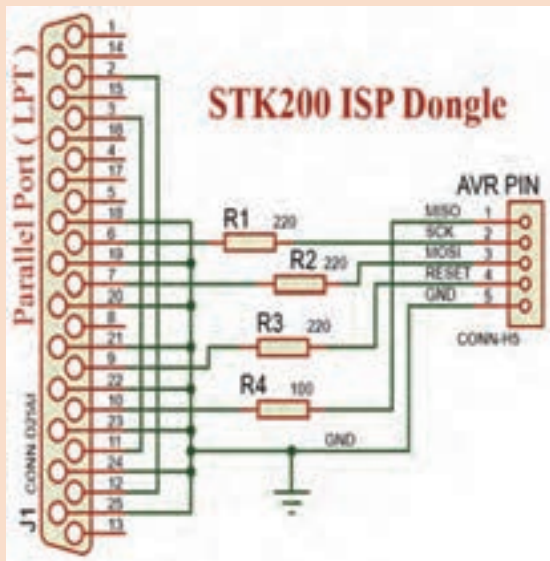 STK200 ISP Dongle
Parallel Port ( LPT )
J1
CONN-D25M
1
14
2
15
3
16
4
17
5
18
6
19
7
20
8
21
9
22
10
23
11
24
12
25
13
R1 220
R2 220
R3 220
R4 100
GND
AVR PIN
MISO 1
SCK 2
MOSI 3
RESET 4
GND 5
CONN-H5